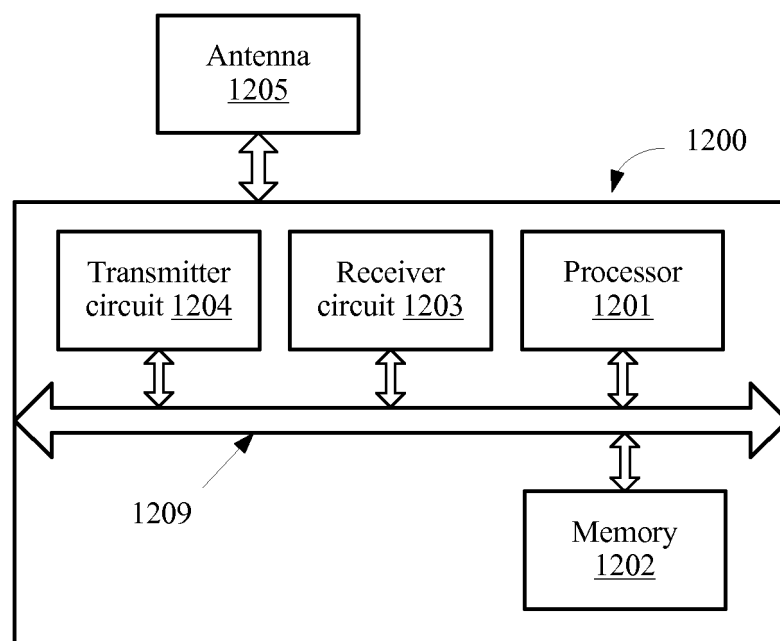 Antenna
1205
1200
Transmitter
circuit 1204
Receiver
circuit 1203
Processor
1201
1209
Memory
1202